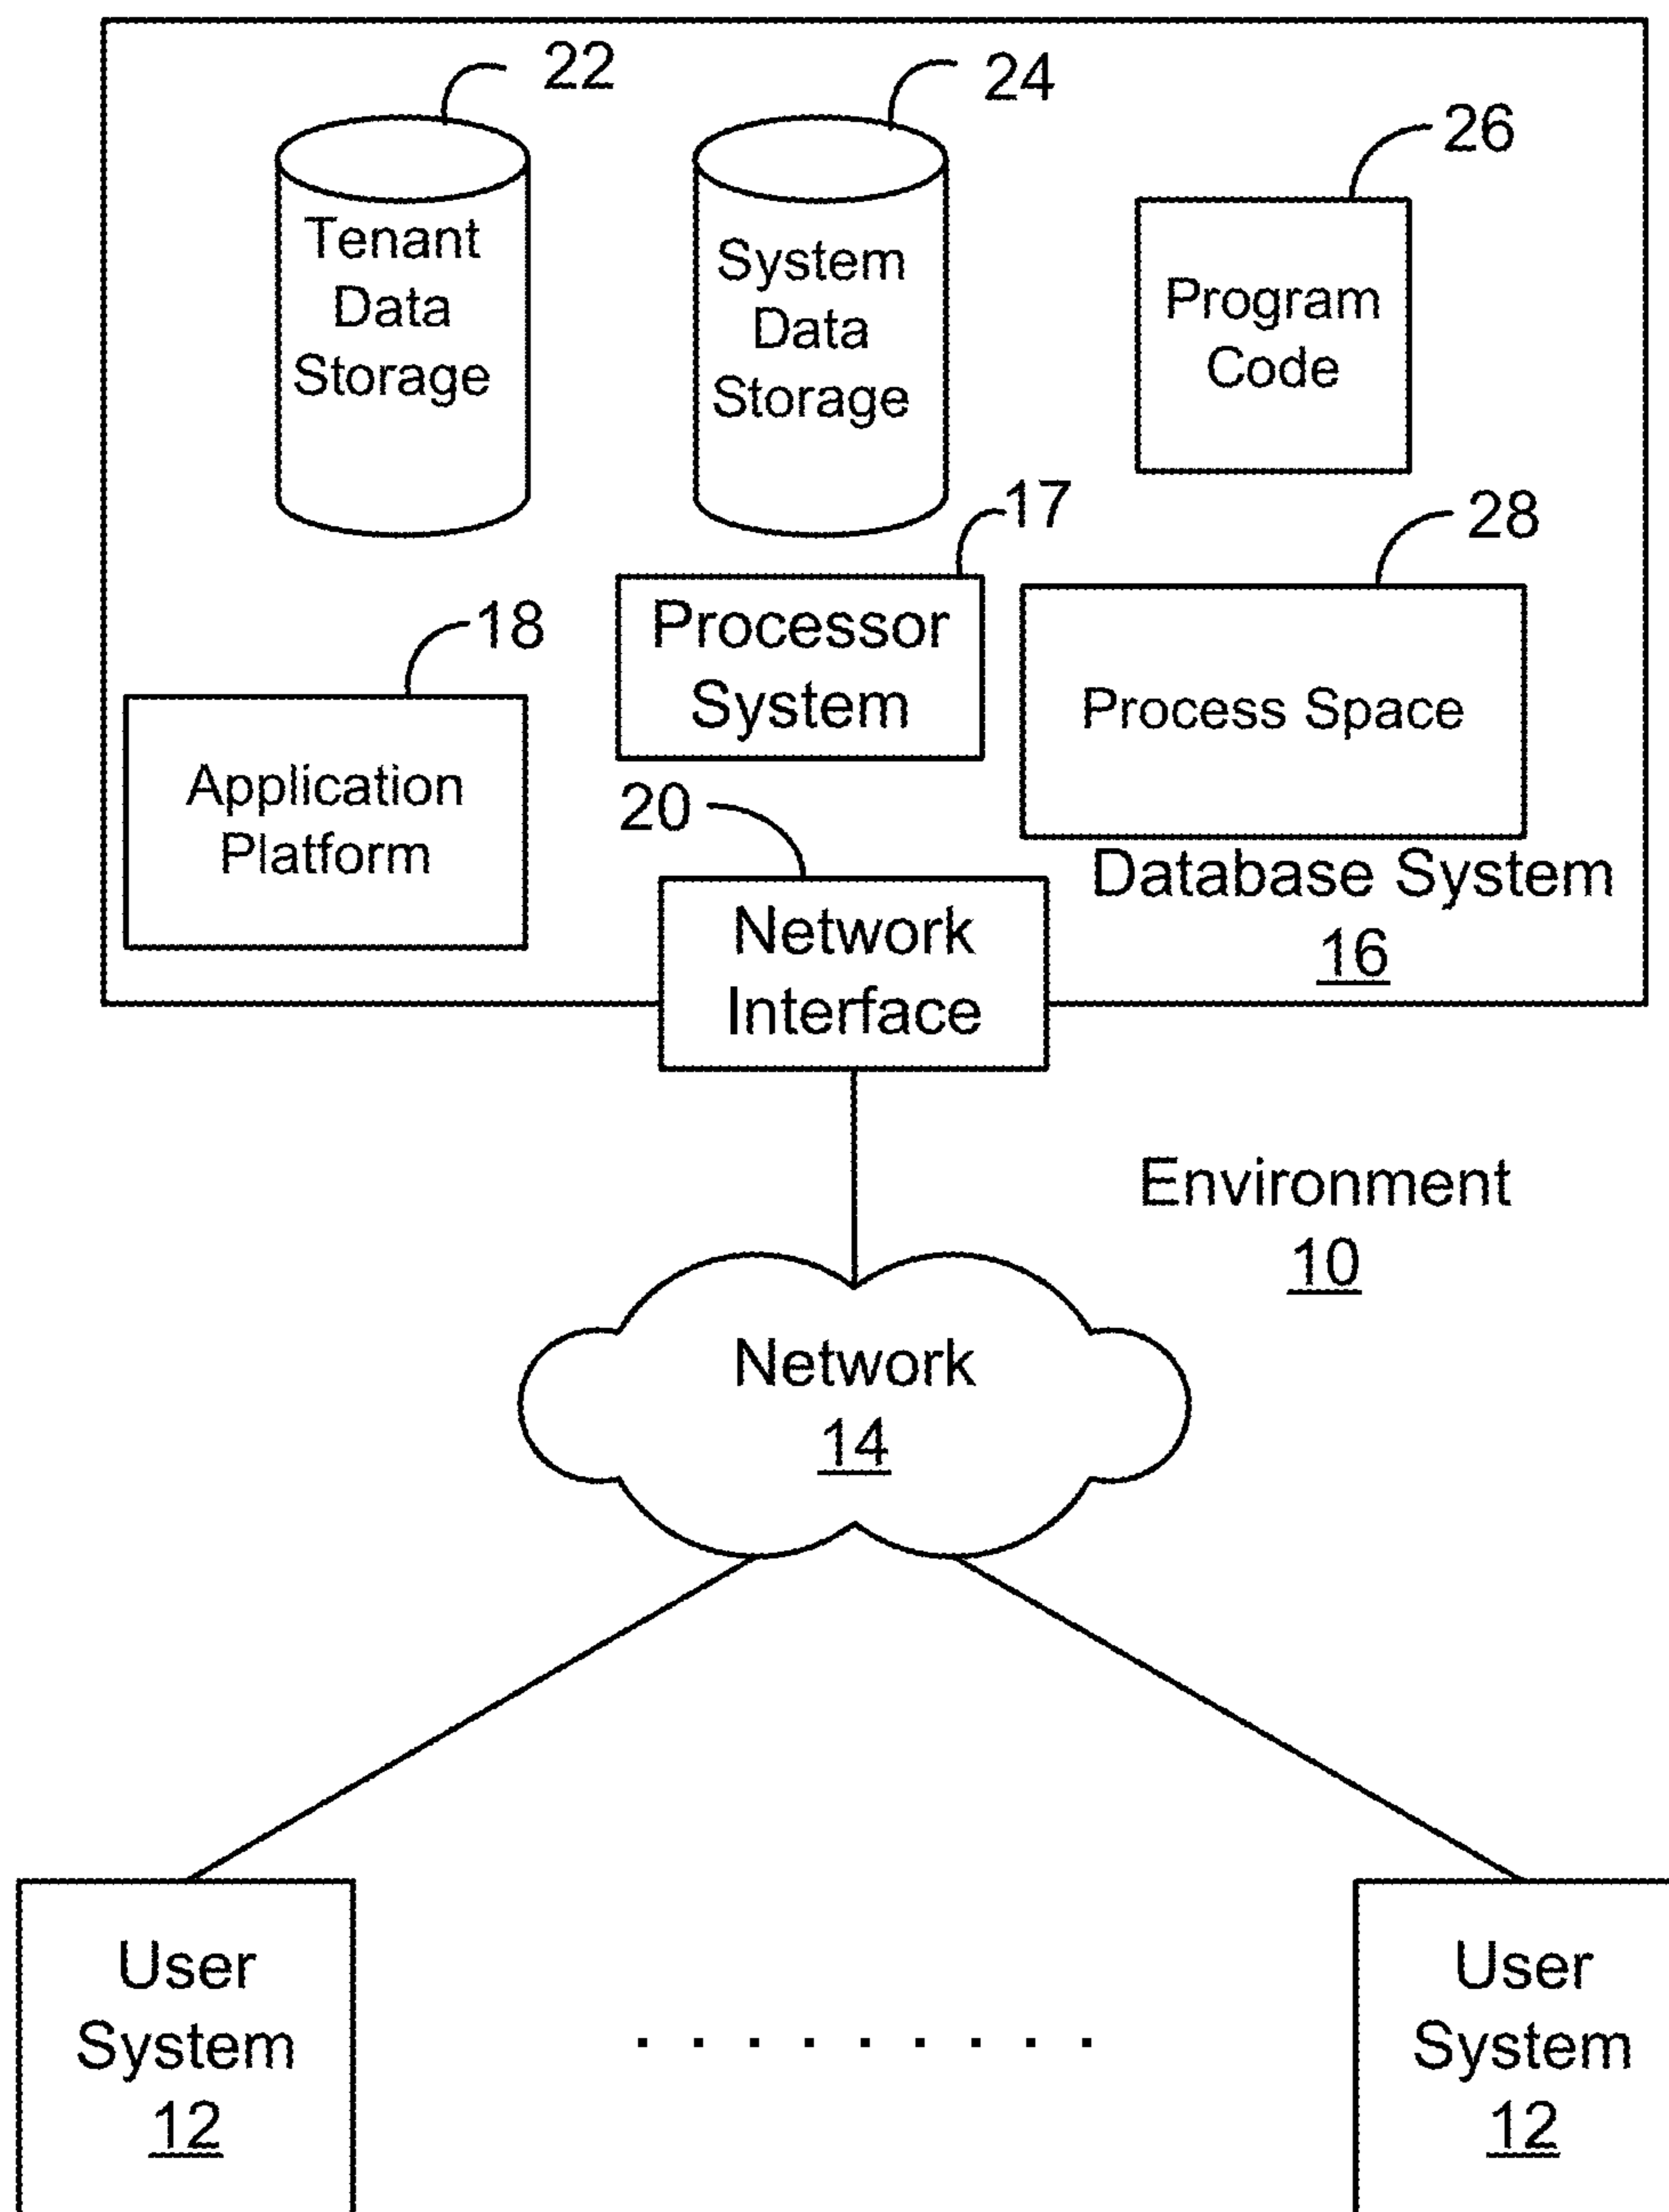 22
24
26
Tenant
Data
Storage
System
Data
Storage
Program
Code
17
28
18
Processor
System
Process Space
Application
Platform
20
Database System
16
Network
Interface
Environment
10
Network
14
User
System
12
User
System
12